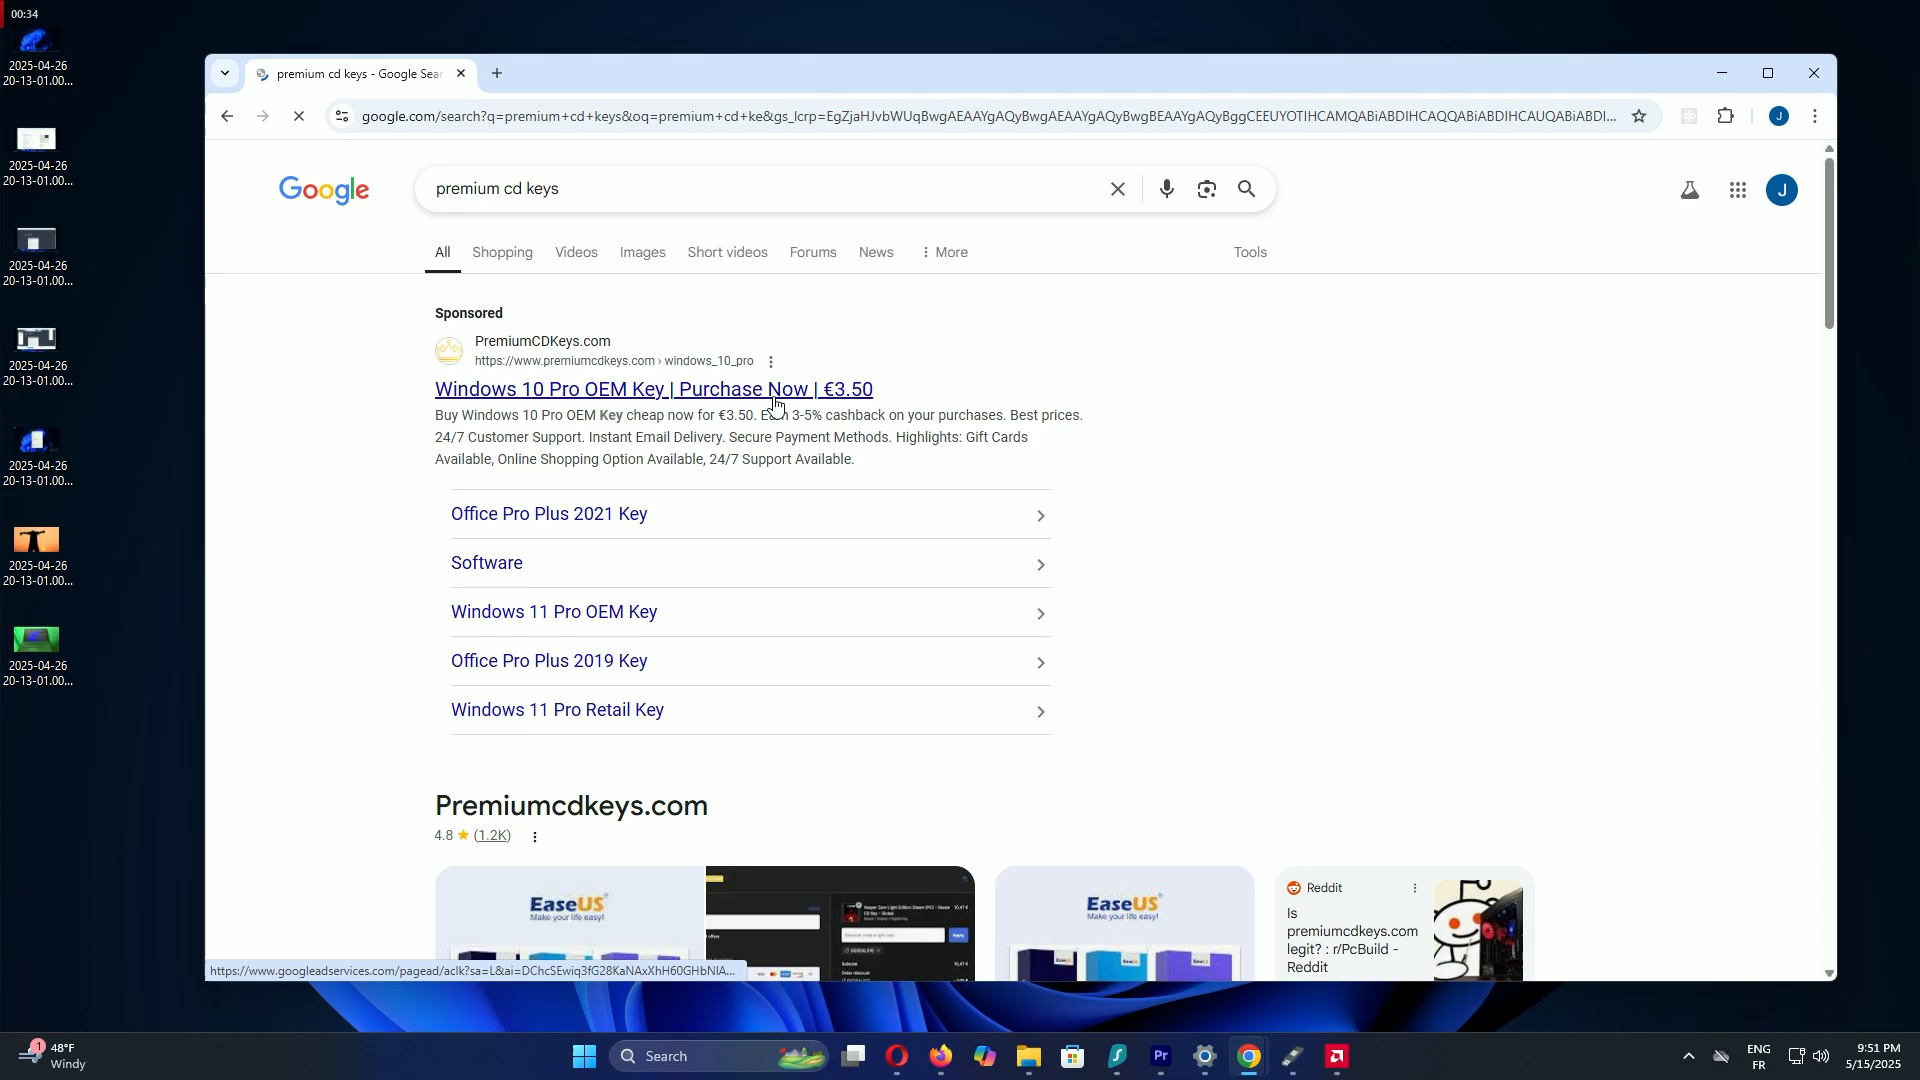 00:34
2025-04-26
20-13-01.00...
2025-04-26
20-13-01.00...
2025-04-26
20-13-01.00...
2025-04-26
20-13-01.00...
2025-04-26
20-13-01.00...
2025-04-26
20-13-01.00...
2025-04-26
20-13-01.00...
premium cd keys - Google Sear
google.com/search?q=premium+cd+keys&oq=premium+cd+ke&gs_lcrp=EgZjaHJvbWUqBwgAEAAYgAQyBwgAEAAYgAQyBwgBEAAYgAQyBggCEEUYOTIHCAMQABiABDIHCAQQABiABDIHCAUQABiABDI...
J
Google
premium cd keys
J
All Shopping Videos Images Short videos Forums News More Tools
Sponsored
PremiumCDKeys.com
https://www.premiumcdkeys.com › windows_10_pro
Windows 10 Pro OEM Key | Purchase Now | €3.50
Buy Windows 10 Pro OEM Key cheap now for €3.50. 3-5% cashback on your purchases. Best prices.
24/7 Customer Support. Instant Email Delivery. Secure Payment Methods. Highlights: Gift Cards
Available, Online Shopping Option Available, 24/7 Support Available.
Office Pro Plus 2021 Key
Software
Windows 11 Pro OEM Key
Office Pro Plus 2019 Key
Windows 11 Pro Retail Key
Premiumcdkeys.com
4.8 (1.2K)
EaseUS
Make your life easy!
EaseUS
Make your life easy!
Reddit
Is
premiumcdkeys.com
legit? : r/PcBuild -
Reddit
https://www.googleadservices.com/pagead/aclk?sa=L&ai=DChcSEwiq3fG28KaNAxXhH60GHbNIA...
1
48°F
Windy
Search
Pr
ENG
FR
9:51 PM
5/15/2025